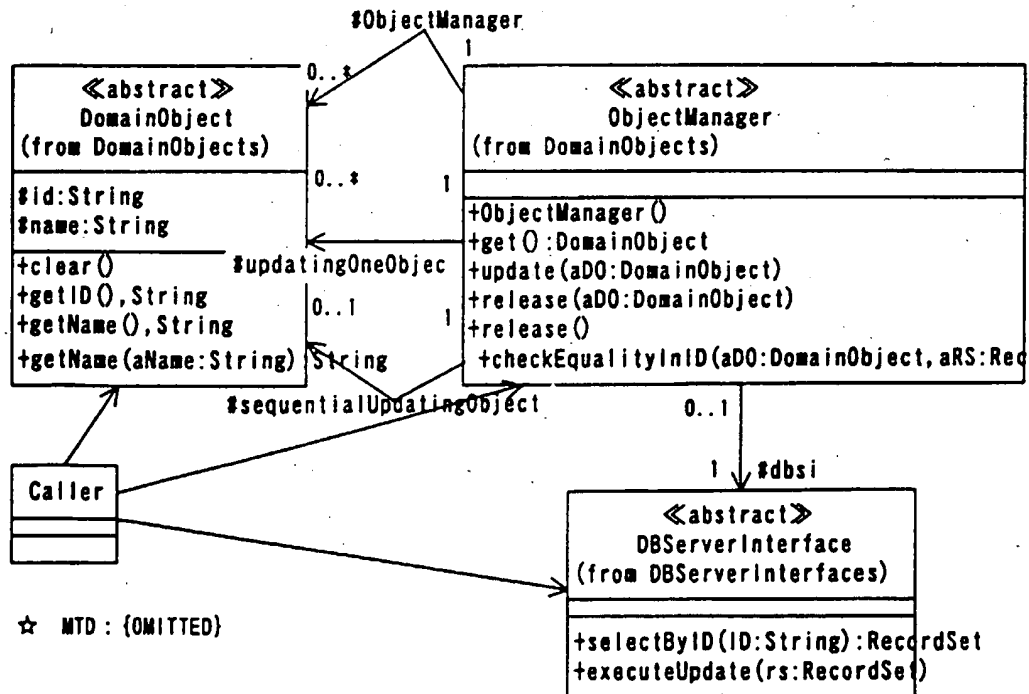 #ObjectManager
1
0..*
≪abstract≫
DomainObject
(from DomainObjects)
#id:String
#name:String
+clear()
+getID(),String
+getName(),String
+getName(aName:String) String
≪abstract≫
ObjectManager
(from DomainObjects)
+ObjectManager()
+get():DomainObject
+update(aDO:DomainObject)
+release(aDO:DomainObject)
+release()
+checkEqualityInID(aDO:DomainObject,aRS:Rec
0..*
1
#updatingOneObjec
0..1
1
#sequentialUpdatingObject
0..1
1
#dbsi
Caller
≪abstract≫
DBServerInterface
(from DBServerInterfaces)
+selectByID(ID:String):RecordSet
+executeUpdate(rs:RecordSet)
☆ MTD : {OMITTED}